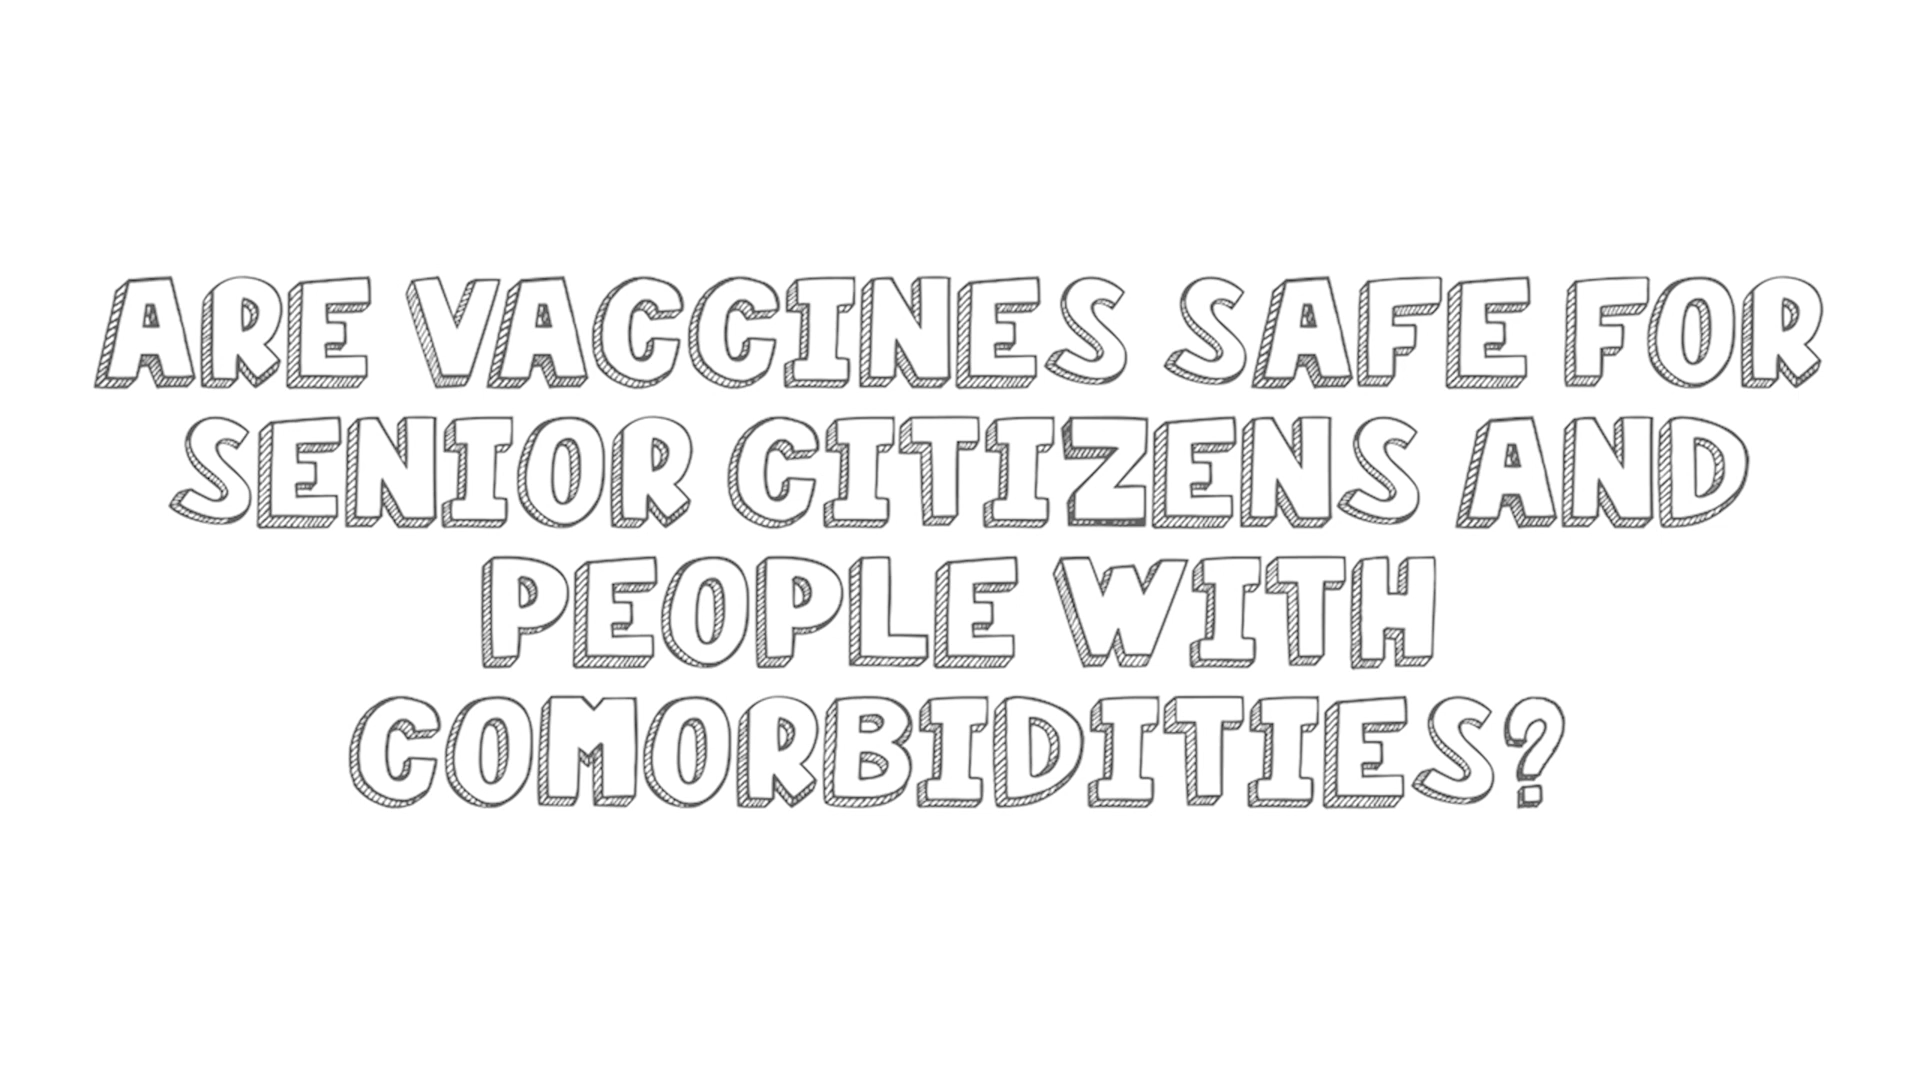 ARE VACCINES SAFE FOR
SENIOR CITIZENS AND
PEOPLE WITH
COMORBIDITIES?